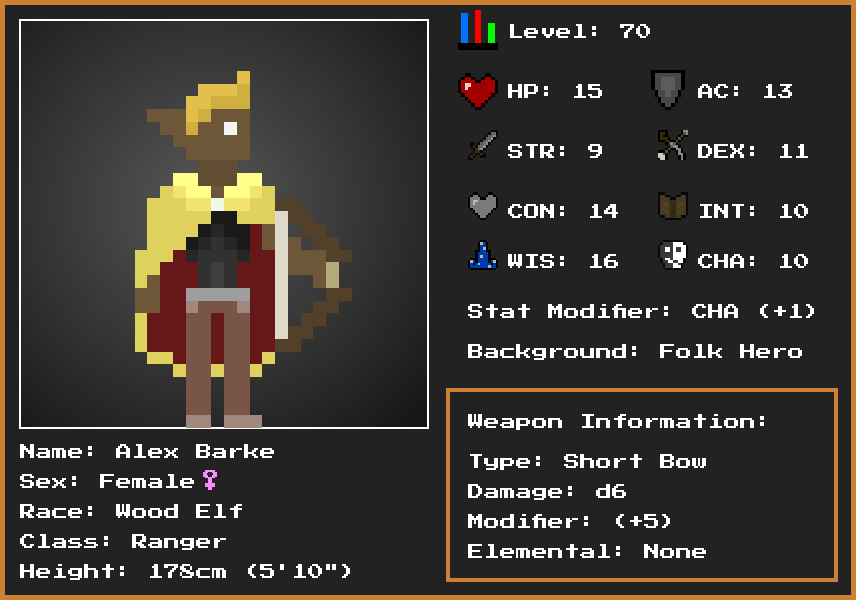 Level: 70
HP: 15
AC: 13
STR: 9
DEX: 11
CON: 14
INT: 10
WIS: 16
CHA: 10
Stat Modifier: CHA (+1)
Background: Folk Hero
Weapon Information:
Type: Short Bow
Damage: d6
Modifier: (+5)
Elemental: None
Name: Alex Barke
Sex: Female♀
Race: Wood Elf
Class: Ranger
Height: 178cm (5'10")